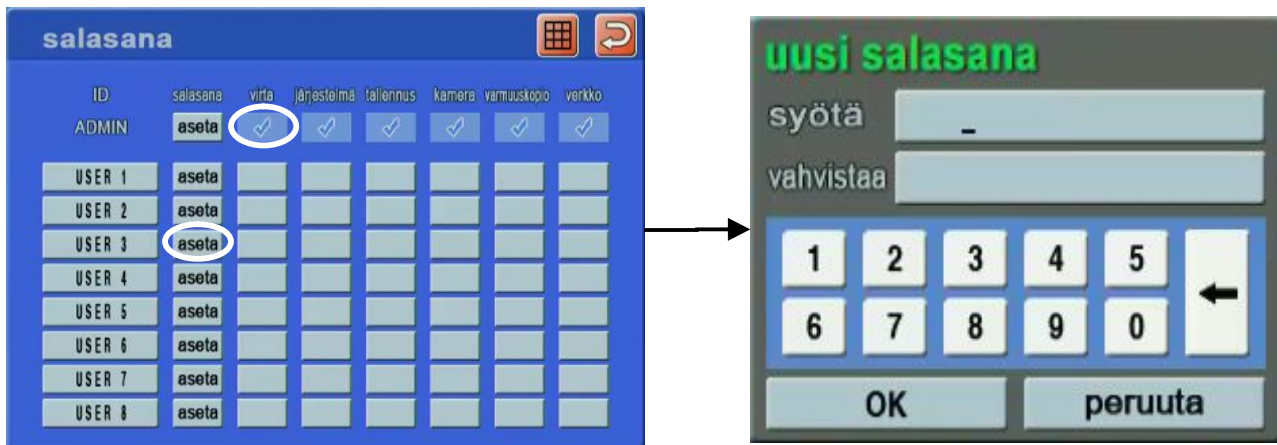 salasana
ID salasana virta järjestelmä tallennus kamera varmuuskopio verkko
ADMIN aseta
USER 1 aseta
USER 2 aseta
USER 3 aseta
USER 4 aseta
USER 5 aseta
USER 6 aseta
USER 7 aseta
USER 8 aseta
uusi salasana
syötä _
vahvistaa
1 2 3 4 5
6 7 8 9 0
OK peruuta